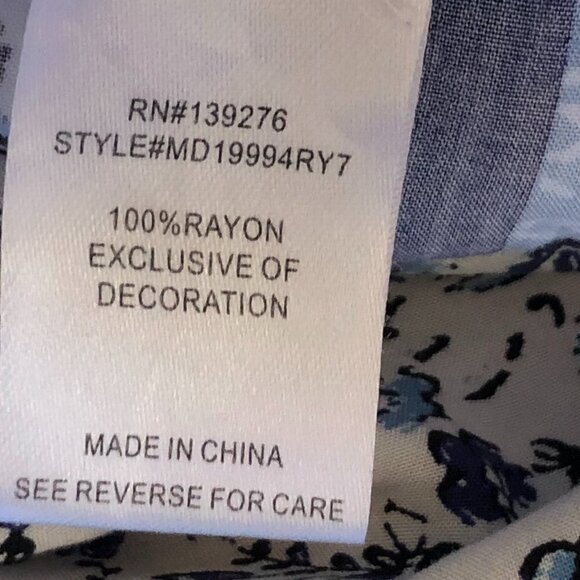 RN#139276
STYLE#MD19994RY7
100%RAYON
EXCLUSIVE OF
DECORATION
MADE IN CHINA
SEE REVERSE FOR CARE